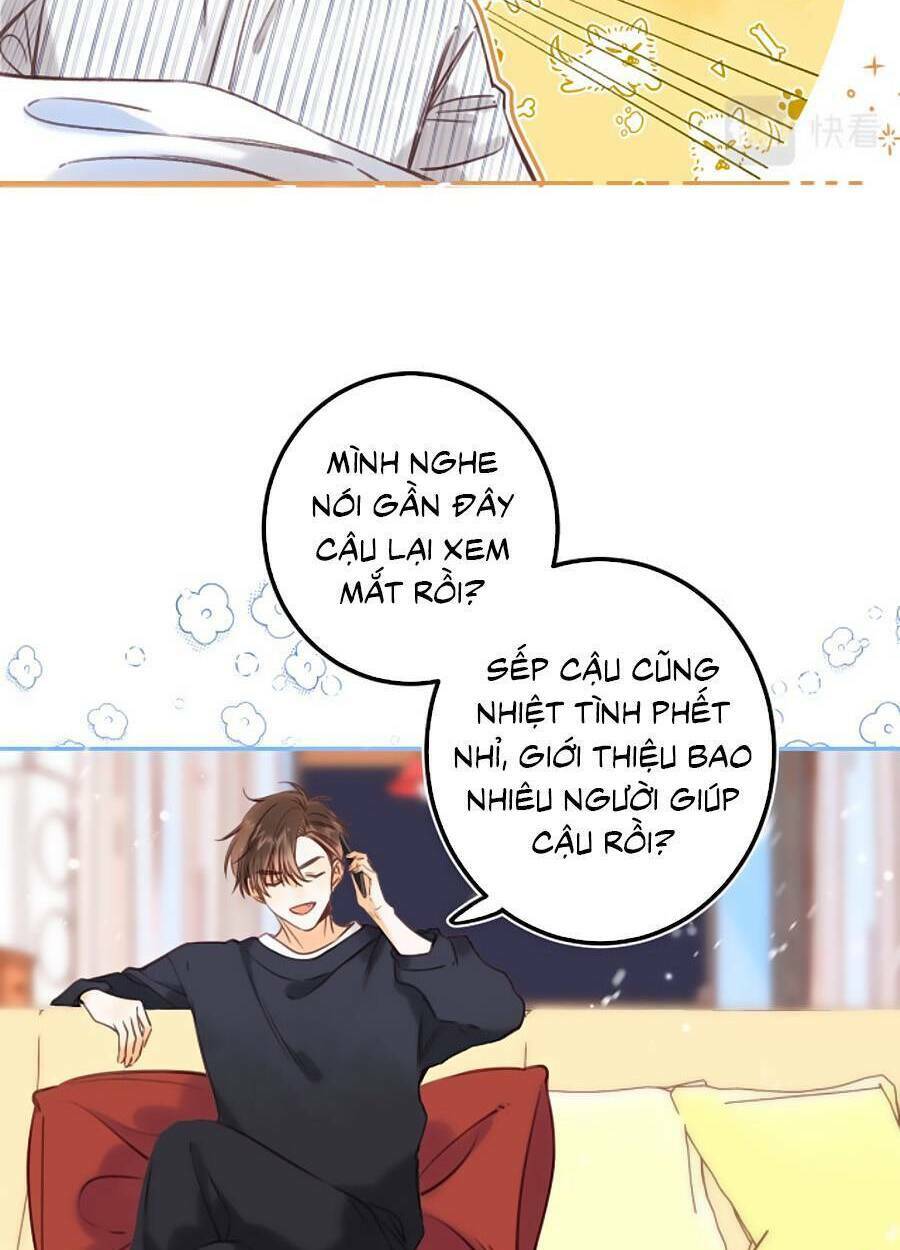 快看
MÌNH NGHE
NÓI GẦN ĐÂY
CẬU LẠI XEM
MẮT RỒI?
SẾP CẬU CŨNG
NHIỆT TÌNH PHẾT
NHỈ, GIỚI THIỆU BAO
NHIÊU NGƯỜI GIÚP
CẬU RỒI?